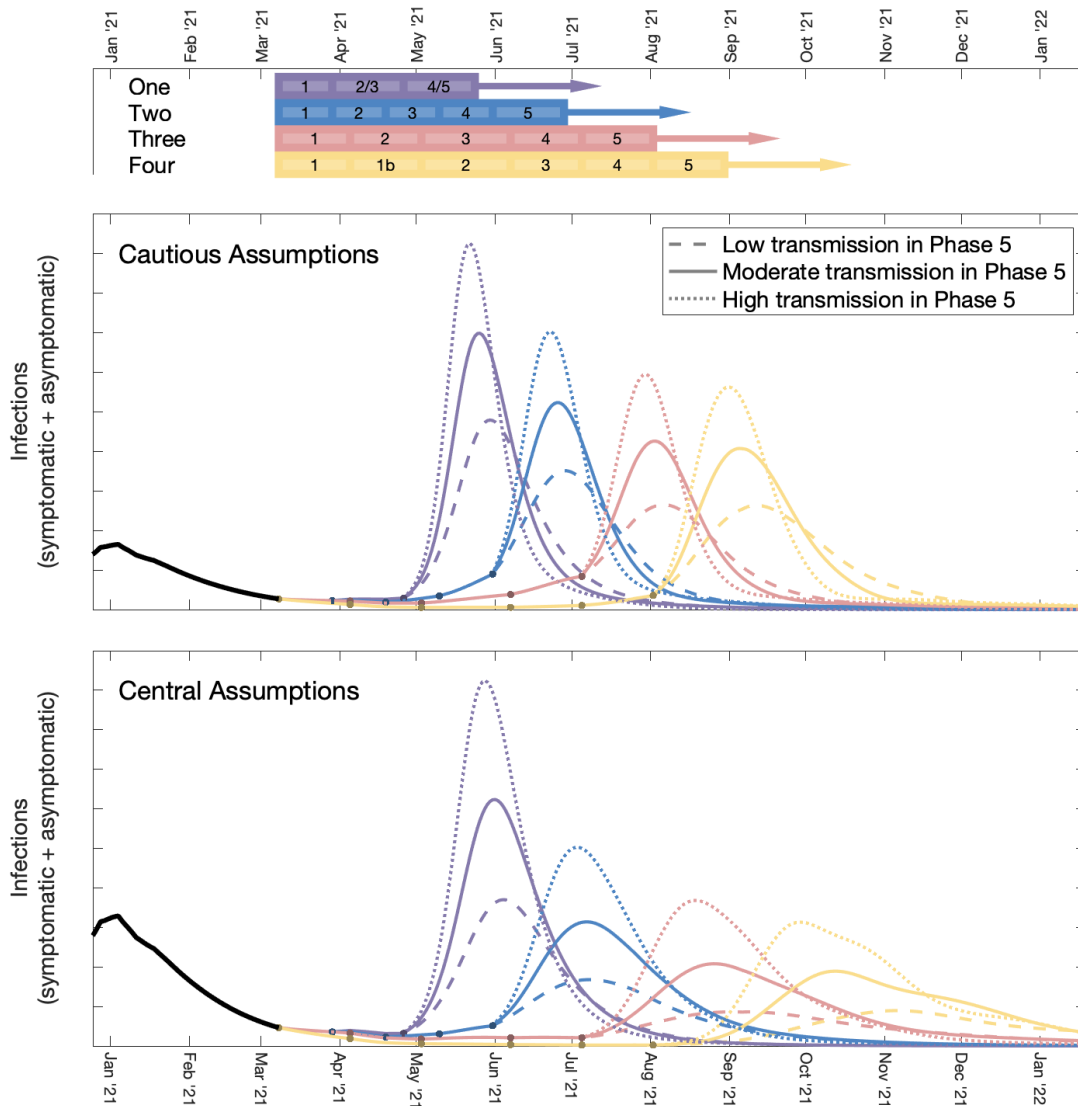 Jan '21 Feb '21 Mar '21 Apr '21 May '21 Jun '21 Jul '21 Aug '21 Sep '21 Oct '21 Nov '21 Dec '21 Jan '22
One 1 2/3 4/5
Two 1 2 3 4 5
Three 1 2 3 4 5
Four 1 1b 2 3 4 5
Cautious Assumptions
Low transmission in Phase 5
Moderate transmission in Phase 5
High transmission in Phase 5
Infections
(symptomatic + asymptomatic)
Central Assumptions
Infections
(symptomatic + asymptomatic)
Jan '21 Feb '21 Mar '21 Apr '21 May '21 Jun '21 Jul '21 Aug '21 Sep '21 Oct '21 Nov '21 Dec '21 Jan '22